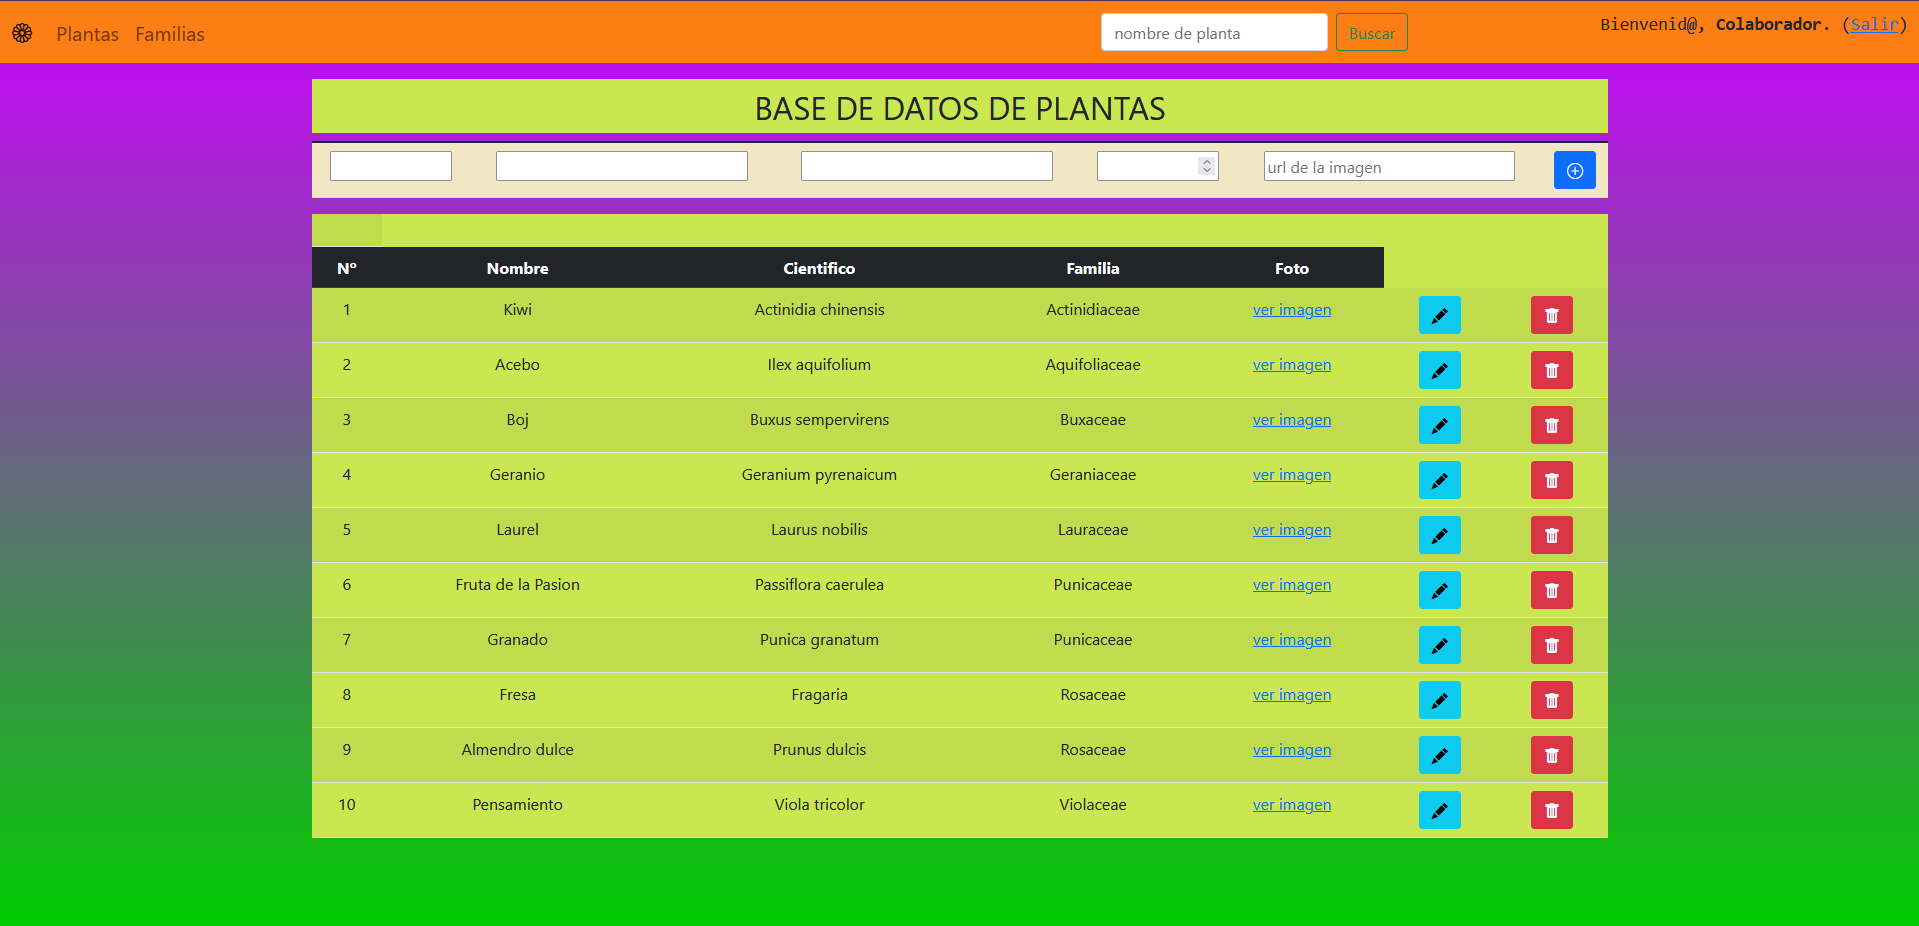 Plantas Familias nombre de planta Buscar Bienvenid@, Colaborador. (Salir)
BASE DE DATOS DE PLANTAS
url de la imagen
Nº Nombre Cientifico Familia Foto
1 Kiwi Actinidia chinensis Actinidiaceae ver imagen
2 Acebo Ilex aquifolium Aquifoliaceae ver imagen
3 Boj Buxus sempervirens Buxaceae ver imagen
4 Geranio Geranium pyrenaicum Geraniaceae ver imagen
5 Laurel Laurus nobilis Lauraceae ver imagen
6 Fruta de la Pasion Passiflora caerulea Punicaceae ver imagen
7 Granado Punica granatum Punicaceae ver imagen
8 Fresa Fragaria Rosaceae ver imagen
9 Almendro dulce Prunus dulcis Rosaceae ver imagen
10 Pensamiento Viola tricolor Violaceae ver imagen